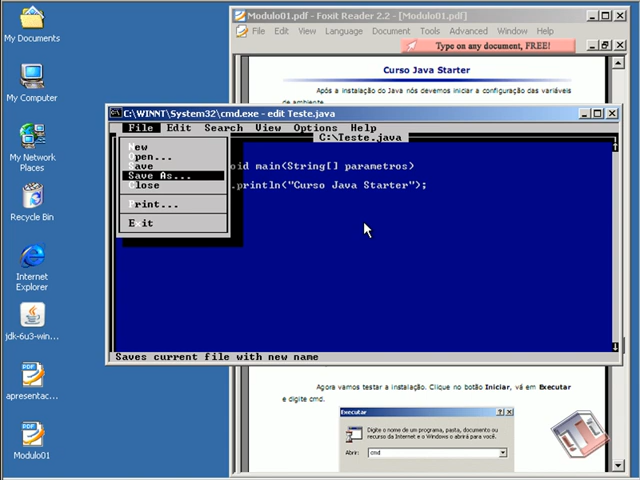 My Documents
My Computer
My Network
Places
Recycle Bin
Internet
Explorer
jdk-6u3-win...
apresentac...
Modulo01
Modulo01.pdf - Foxit Reader 2.2 - [Modulo01.pdf]
File Edit View Language Document Tools Advanced Window Help
Type on any document, FREE!
Curso Java Starter
Após a instalação do Java nós devemos iniciar a configuração das variáveis
de ambiente
C:\WINNT\System32\cmd.exe - edit Teste.java
File Edit Search View Options Help
C:\Teste.java
New
Open...
Save
Save As...
Close
Print...
Exit
oid main(String[] parametros)
.println("Curso Java Starter");
Saves current file with new name
Agora vamos testar a instalação. Clique no botão Iniciar, vá em Executar
e digite cmd.
Executar
Digite o nome de um programa, pasta, documento ou
recurso da Internet e o Windows o abrirá para você.
Abrir: cmd